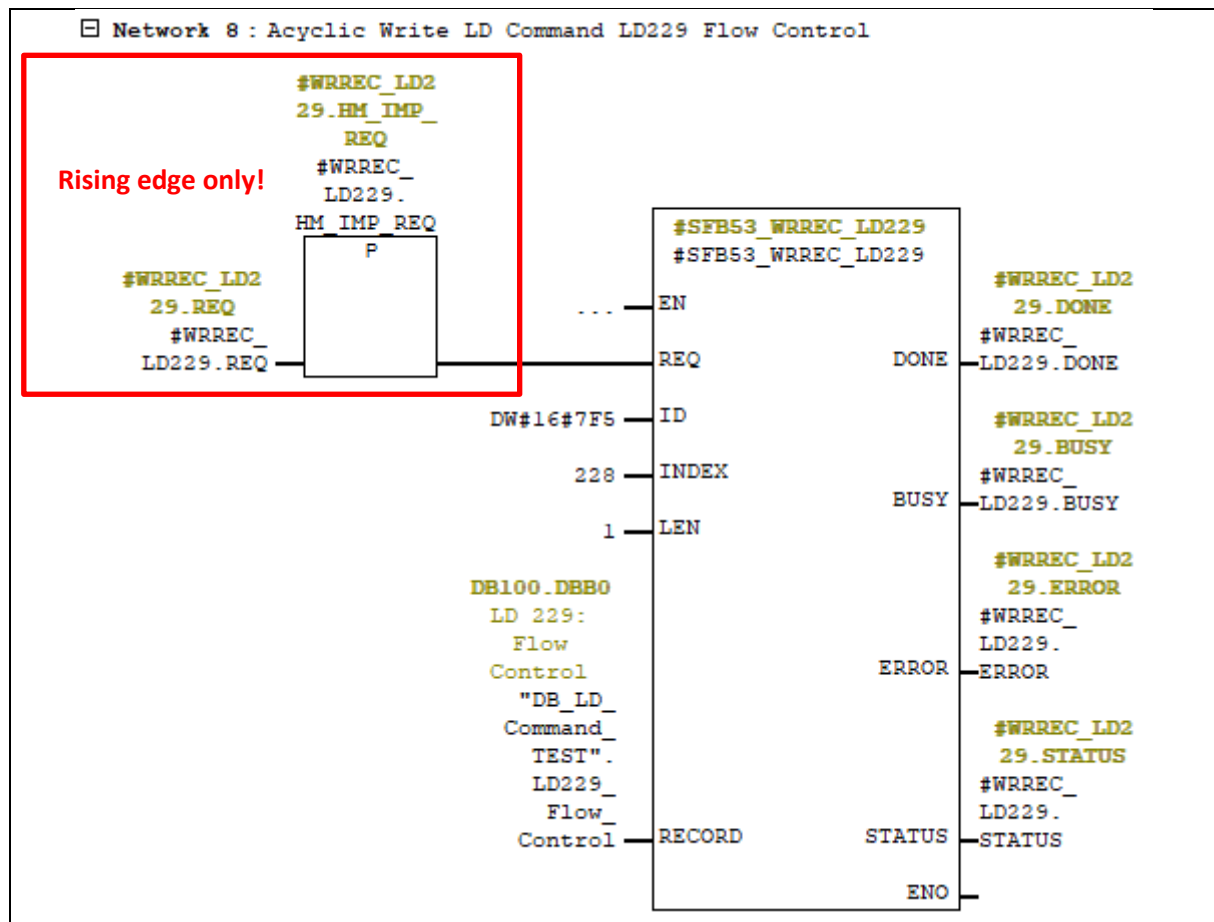 Network 8 : Acyclic Write LD Command LD229 Flow Control
#WRREC_LD2
29.HM_IMP_
REQ
#WRREC_
LD229.
HM_IMP_REQ
Rising edge only!
P
#WRREC_LD2
29.REQ
#WRREC_
LD229.REQ
#SFB53_WRREC_LD229
#SFB53_WRREC_LD229
... EN
REQ
DW#16#7F5 ID
228 INDEX
1 LEN
DB100.DBB0
LD 229:
Flow
Control
"DB_LD_
Command_
TEST".
LD229_
Flow_
Control RECORD
#WRREC_LD2
29.DONE
#WRREC_
DONE LD229.DONE
#WRREC_LD2
29.BUSY
#WRREC_
BUSY LD229.BUSY
#WRREC_LD2
29.ERROR
#WRREC_
LD229.
ERROR ERROR
#WRREC_LD2
29.STATUS
#WRREC_
LD229.
STATUS STATUS
ENO